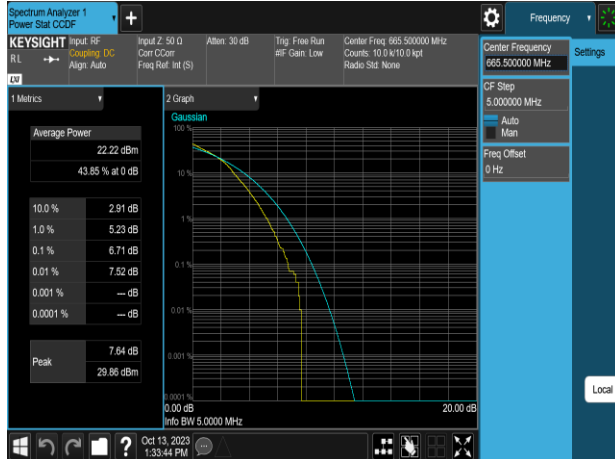 Spectrum Analyzer 1
Power Stat CCDF
Frequency
KEYSIGHT
RL
Input: RF
Coupling: DC
Align: Auto
Input Z: 50 Ω
Corr CCorr
Freq Ref: Int (S)
Atten: 30 dB
Trig: Free Run
#IF Gain: Low
Center Freq: 665.500000 MHz
Counts: 10.0 k/10.0 kpt
Radio Std: None
Center Frequency
665.500000 MHz
Settings
CF Step
5.000000 MHz
Auto
Man
Freq Offset
0 Hz
1 Metrics
2 Graph
Average Power
22.22 dBm
43.85 % at 0 dB
10.0 % 2.91 dB
1.0 % 5.23 dB
0.1 % 6.71 dB
0.01 % 7.52 dB
0.001 % --- dB
0.0001 % --- dB
Peak
7.64 dB
29.86 dBm
Gaussian
100 %
10 %
1 %
0.1 %
0.01 %
0.001 %
0.0001 %
0.00 dB
20.00 dB
Info BW 5.0000 MHz
Local
?
Oct 13, 2023
1:33:44 PM